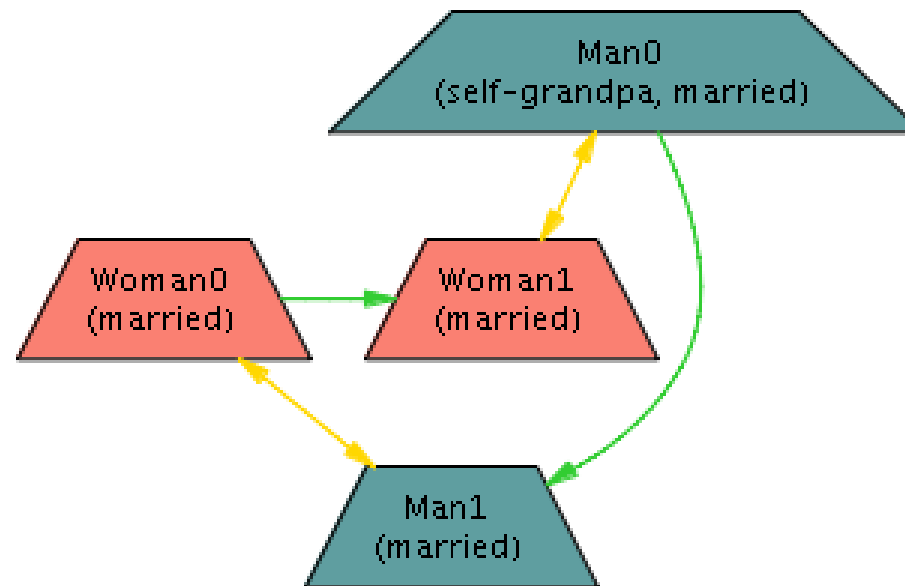 Man0
(self-grandpa, married)
Woman0
(married)
Woman1
(married)
Man1
(married)